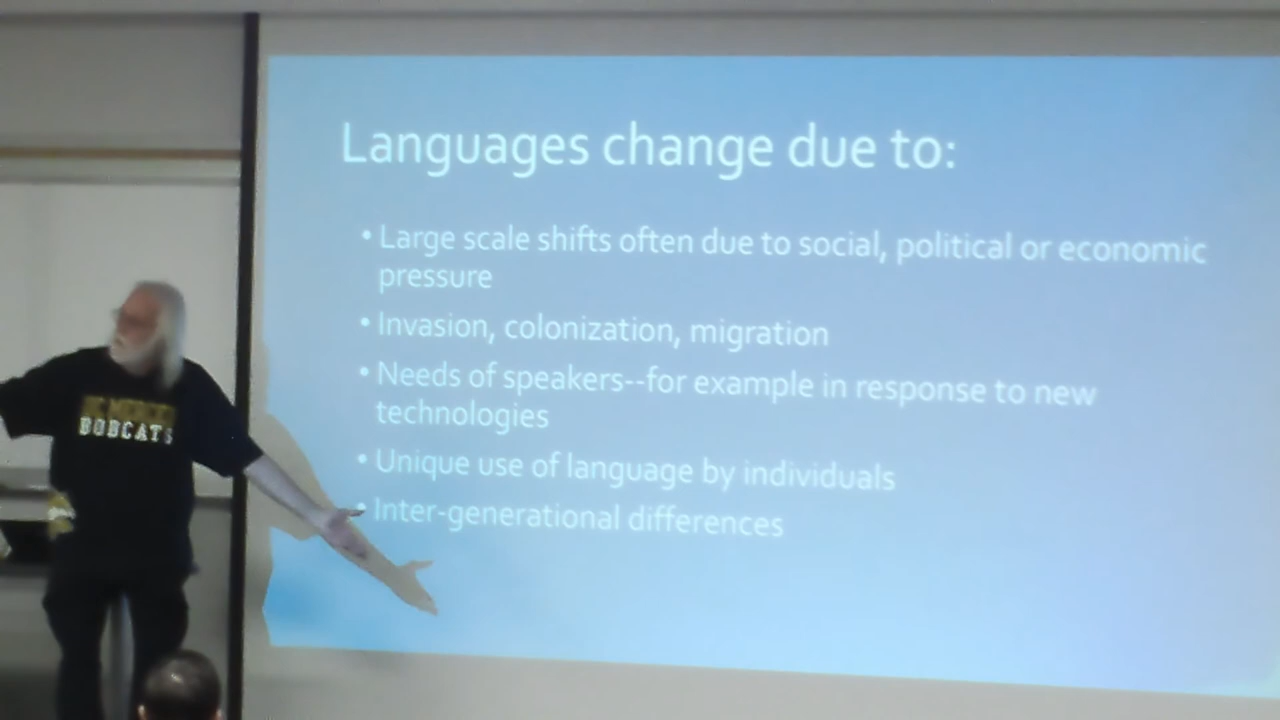 Languages change due to:
• Large scale shifts often due to social, political or economic
pressure
• Invasion, colonization, migration
• Needs of speakers--for example in response to new
technologies
• Unique use of language by individuals
• Inter-generational differences
BOBCATS